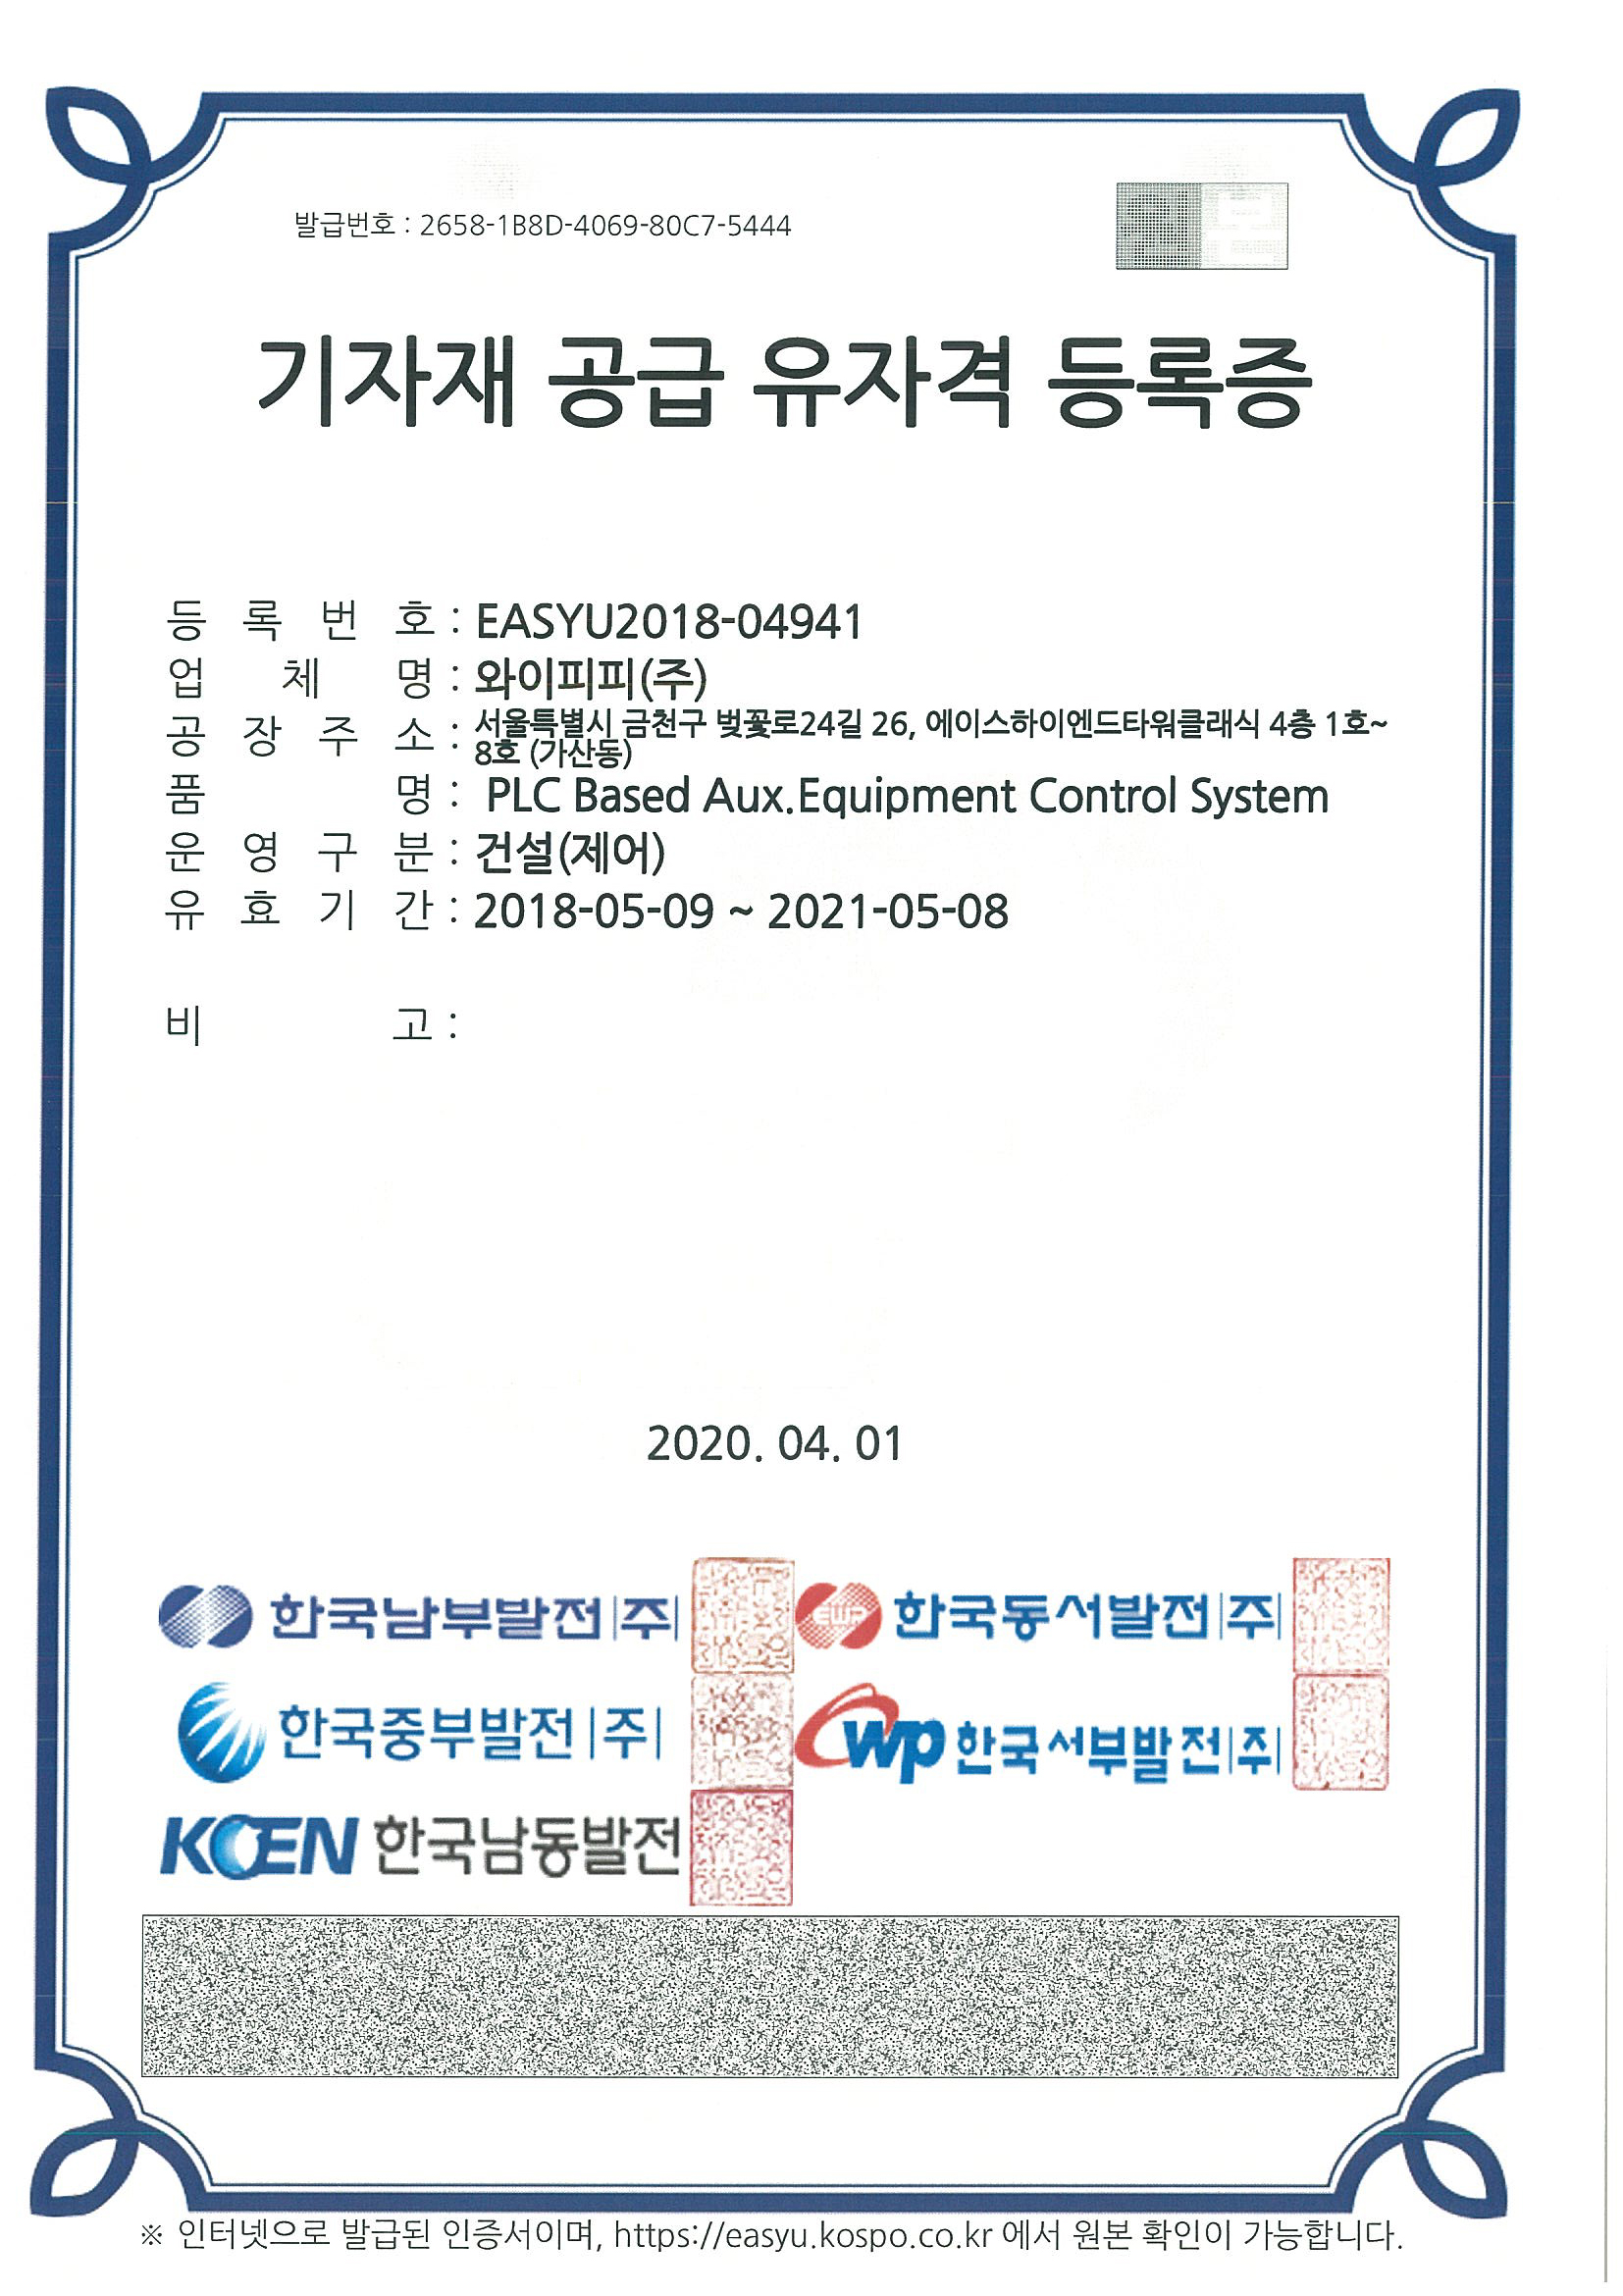 발급번호 : 2658-1B8D-4069-80C7-5444
원본
기자재 공급 유자격 등록증
등 록 번 호 : EASYU2018-04941
업 체 명 : 와이피피(주)
공 장 주 소 : 서울특별시 금천구 벚꽃로24길 26, 에이스하이엔드타워클래식 4층 1호~
8호 (가산동)
품 명 : PLC Based Aux.Equipment Control System
운 영 구 분 : 건설(제어)
유 효 기 간 : 2018-05-09 ~ 2021-05-08
비 고 :
2020. 04. 01
한국남부발전|주|
EWP 한국동서발전|주|
한국중부발전|주|
wp 한국서부발전|주|
KOEN 한국남동발전
※ 인터넷으로 발급된 인증서이며, https://easyu.kospo.co.kr 에서 원본 확인이 가능합니다.